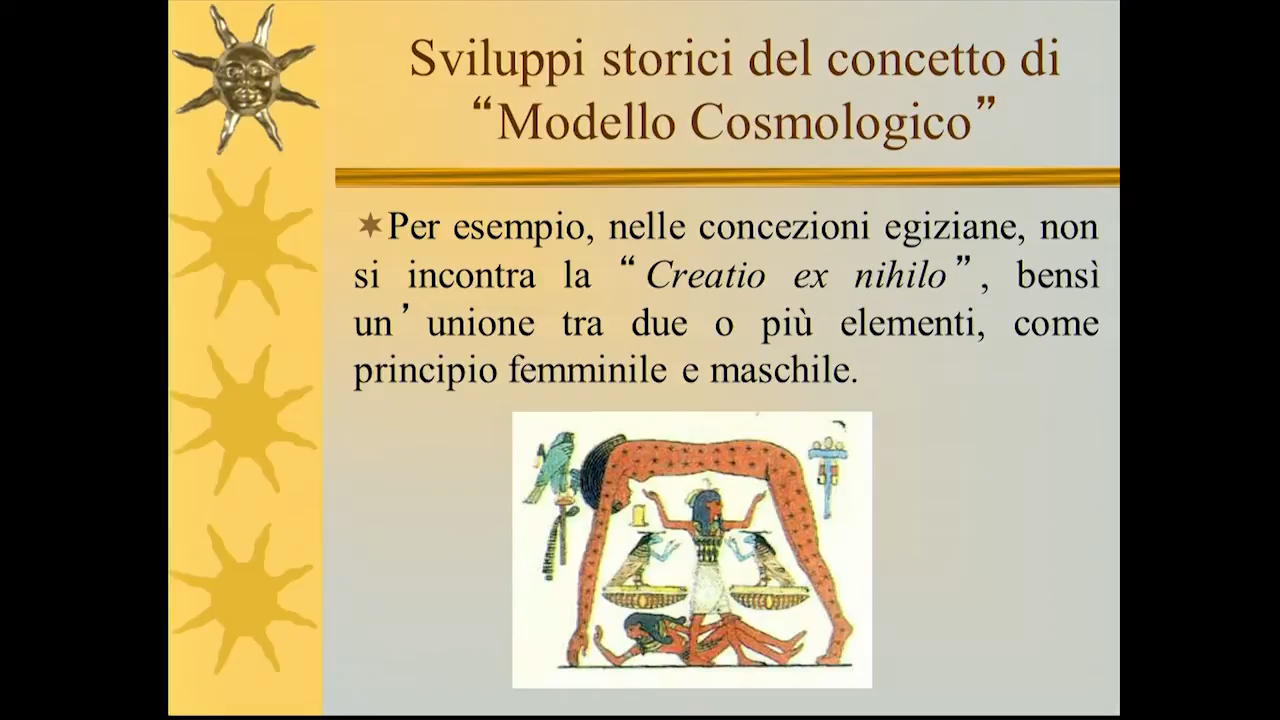 Sviluppi storici del concetto di
“Modello Cosmologico”
Per esempio, nelle concezioni egiziane, non
si incontra la “Creatio ex nihilo”, bensì
un’unione tra due o più elementi, come
principio femminile e maschile.